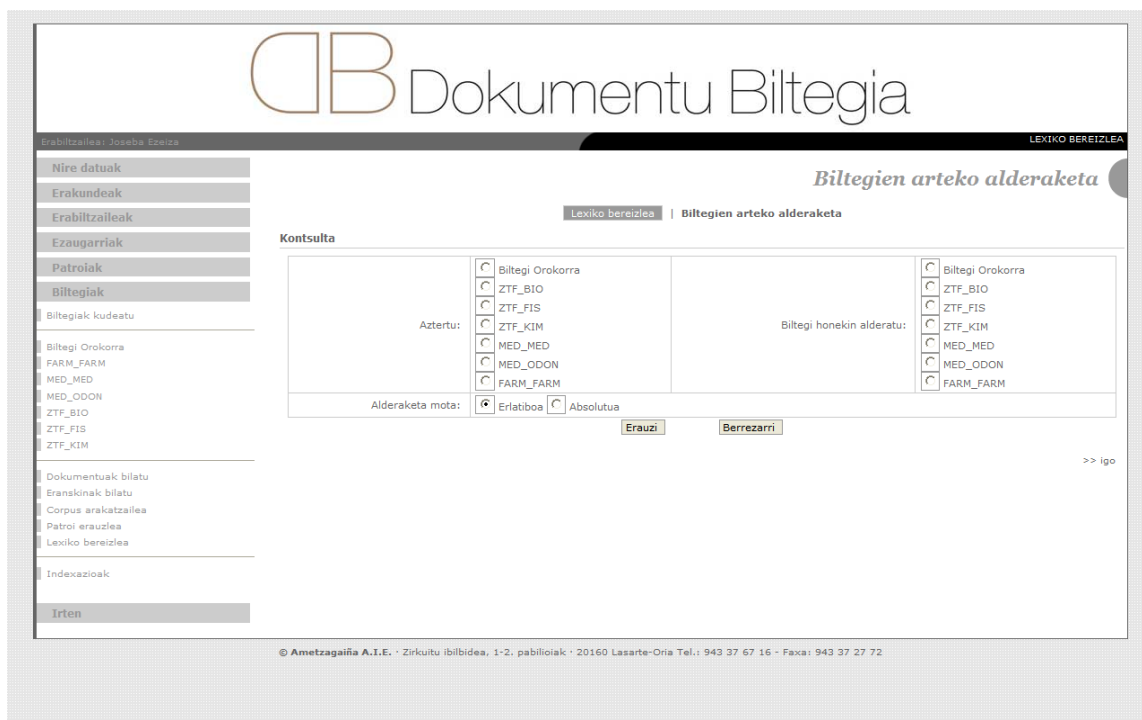 DB Dokumentu Biltegia
Erabiltzailea: Joseba Ezeiza
LEXIKO BEREIZLEA
Nire datuak
Erakundeak
Erabiltzaileak
Ezaugarriak
Patroiak
Biltegiak
Biltegiak kudeatu
Biltegi Orokorra
FARM_FARM
MED_MED
MED_ODON
ZTF_BIO
ZTF_FIS
ZTF_KIM
Dokumentuak bilatu
Eranskinak bilatu
Corpus arakatzailea
Patroi erauzlea
Lexiko bereizlea
Indexazioak
Irten
Biltegien arteko alderaketa
Lexiko bereizlea | Biltegien arteko alderaketa
Kontsulta
Aztertu:
Biltegi Orokorra
ZTF_BIO
ZTF_FIS
ZTF_KIM
MED_MED
MED_ODON
FARM_FARM
Biltegi honekin alderatu:
Biltegi Orokorra
ZTF_BIO
ZTF_FIS
ZTF_KIM
MED_MED
MED_ODON
FARM_FARM
Alderaketa mota: Erlatiboa Absolutua
Erauzi Berrezarri
>> igo
© Ametzagaiña A.I.E. · Zirkuitu ibilbidea, 1-2. pabilioiak · 20160 Lasarte-Oria Tel.: 943 37 67 16 - Faxa: 943 37 27 72